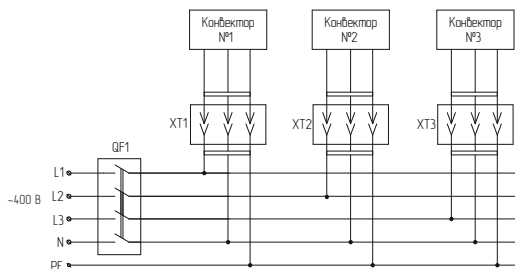 Конвектор
№1
Конвектор
№2
Конвектор
№3
XT1
XT2
XT3
QF1
~400 В
L1
L2
L3
N
PE